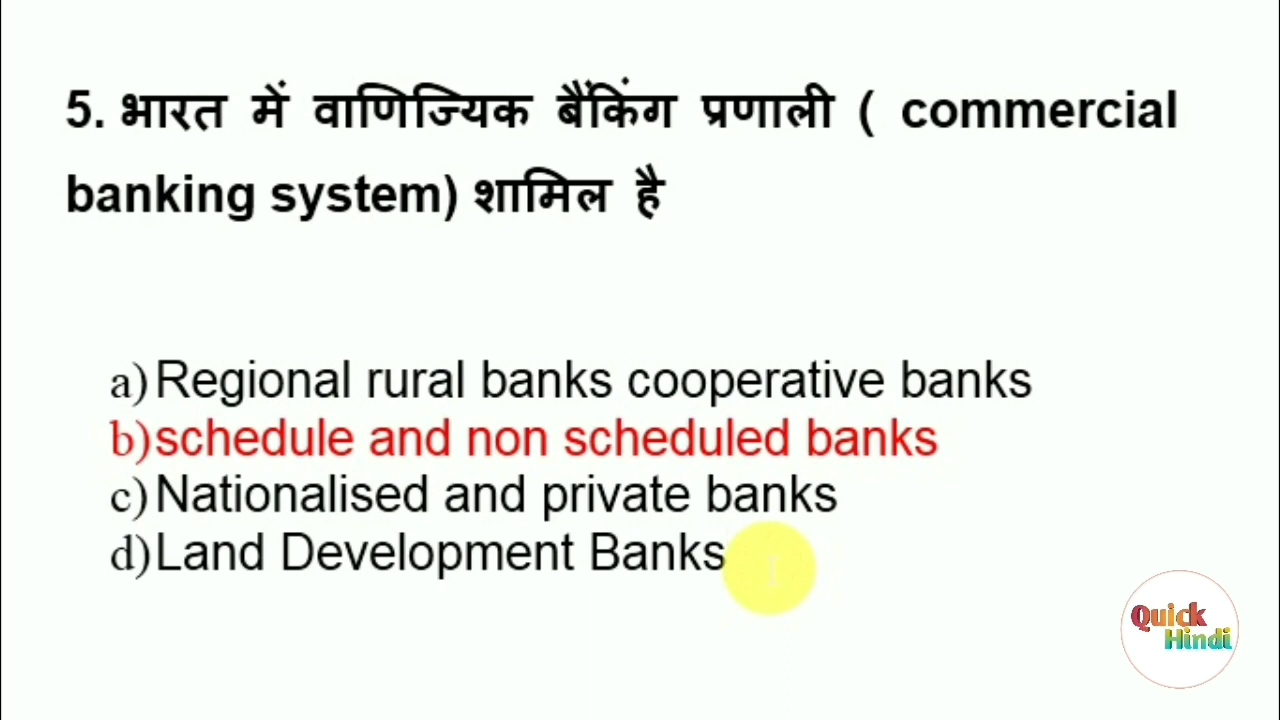 5. भारत में वाणिज्यिक बैंकिंग प्रणाली ( commercial
banking system) शामिल है
a) Regional rural banks cooperative banks
b) schedule and non scheduled banks
c) Nationalised and private banks
d) Land Development Banks
Quick
Hindi